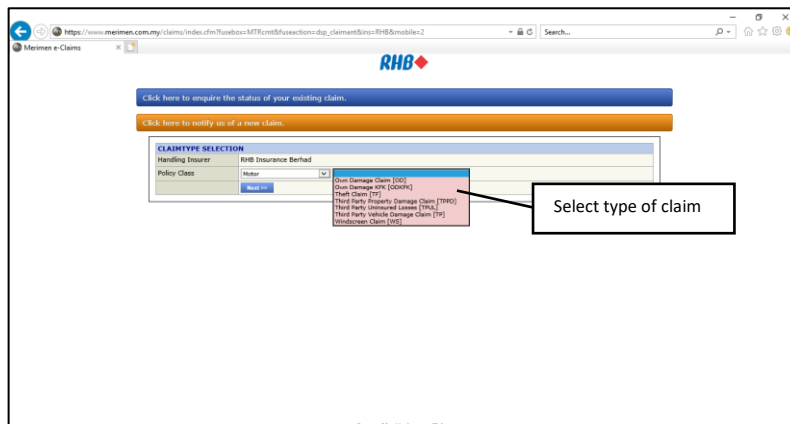 https://www.merimen.com.my/claims/index.cfm?fusebox=MTRcmt&fuseaction=dsp_claiment&ins=RHB&mobile=2
Search...
Merimen e-Claims
RHB
Click here to enquire the status of your existing claim.
Click here to notify us of a new claim.
CLAIMTYPE SELECTION
Handling Insurer RHB Insurance Berhad
Policy Class Motor
Next >>
Own Damage Claim [OD]
Own Damage KFK [ODKFK]
Theft Claim [TF]
Third Party Property Damage Claim [TPPD]
Third Party Uninsured Losses [TPUL]
Third Party Vehicle Damage Claim [TP]
Windscreen Claim [WS]
Select type of claim